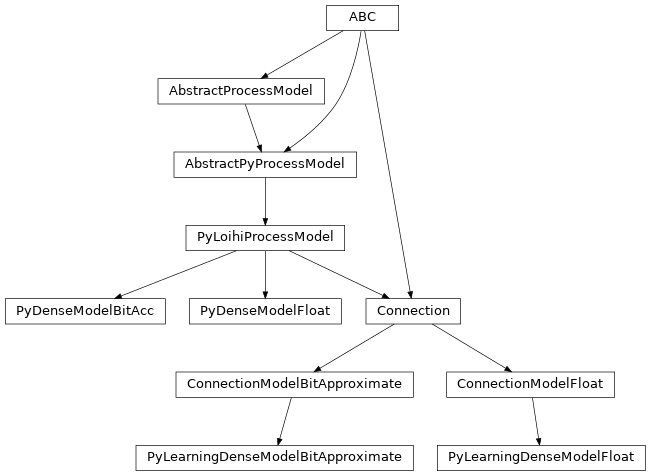 ABC
AbstractProcessModel
AbstractPyProcessModel
PyLoihiProcessModel
PyDenseModelBitAcc
PyDenseModelFloat
Connection
ConnectionModelBitApproximate
ConnectionModelFloat
PyLearningDenseModelBitApproximate
PyLearningDenseModelFloat